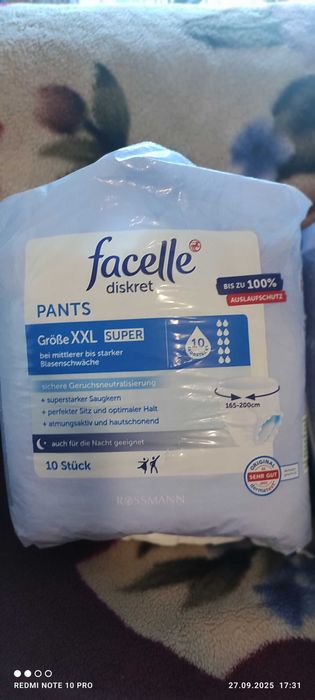 facelle
diskret
BIS ZU 100%
AUSLAUFSCHUTZ
PANTS
Größe XXL SUPER
bei mittlerer bis starker
Blasenschwäche
10
sichere Geruchsneutralisierung
+ superstarker Saugkern
+ perfekter Sitz und optimaler Halt
+ atmungsaktiv und hautschonend
165-200cm
auch für die Nacht geeignet
10 Stück
ORIGINAL
SEHR GUT
ROSSMANN
REDMI NOTE 10 PRO
27.09.2025 17:31